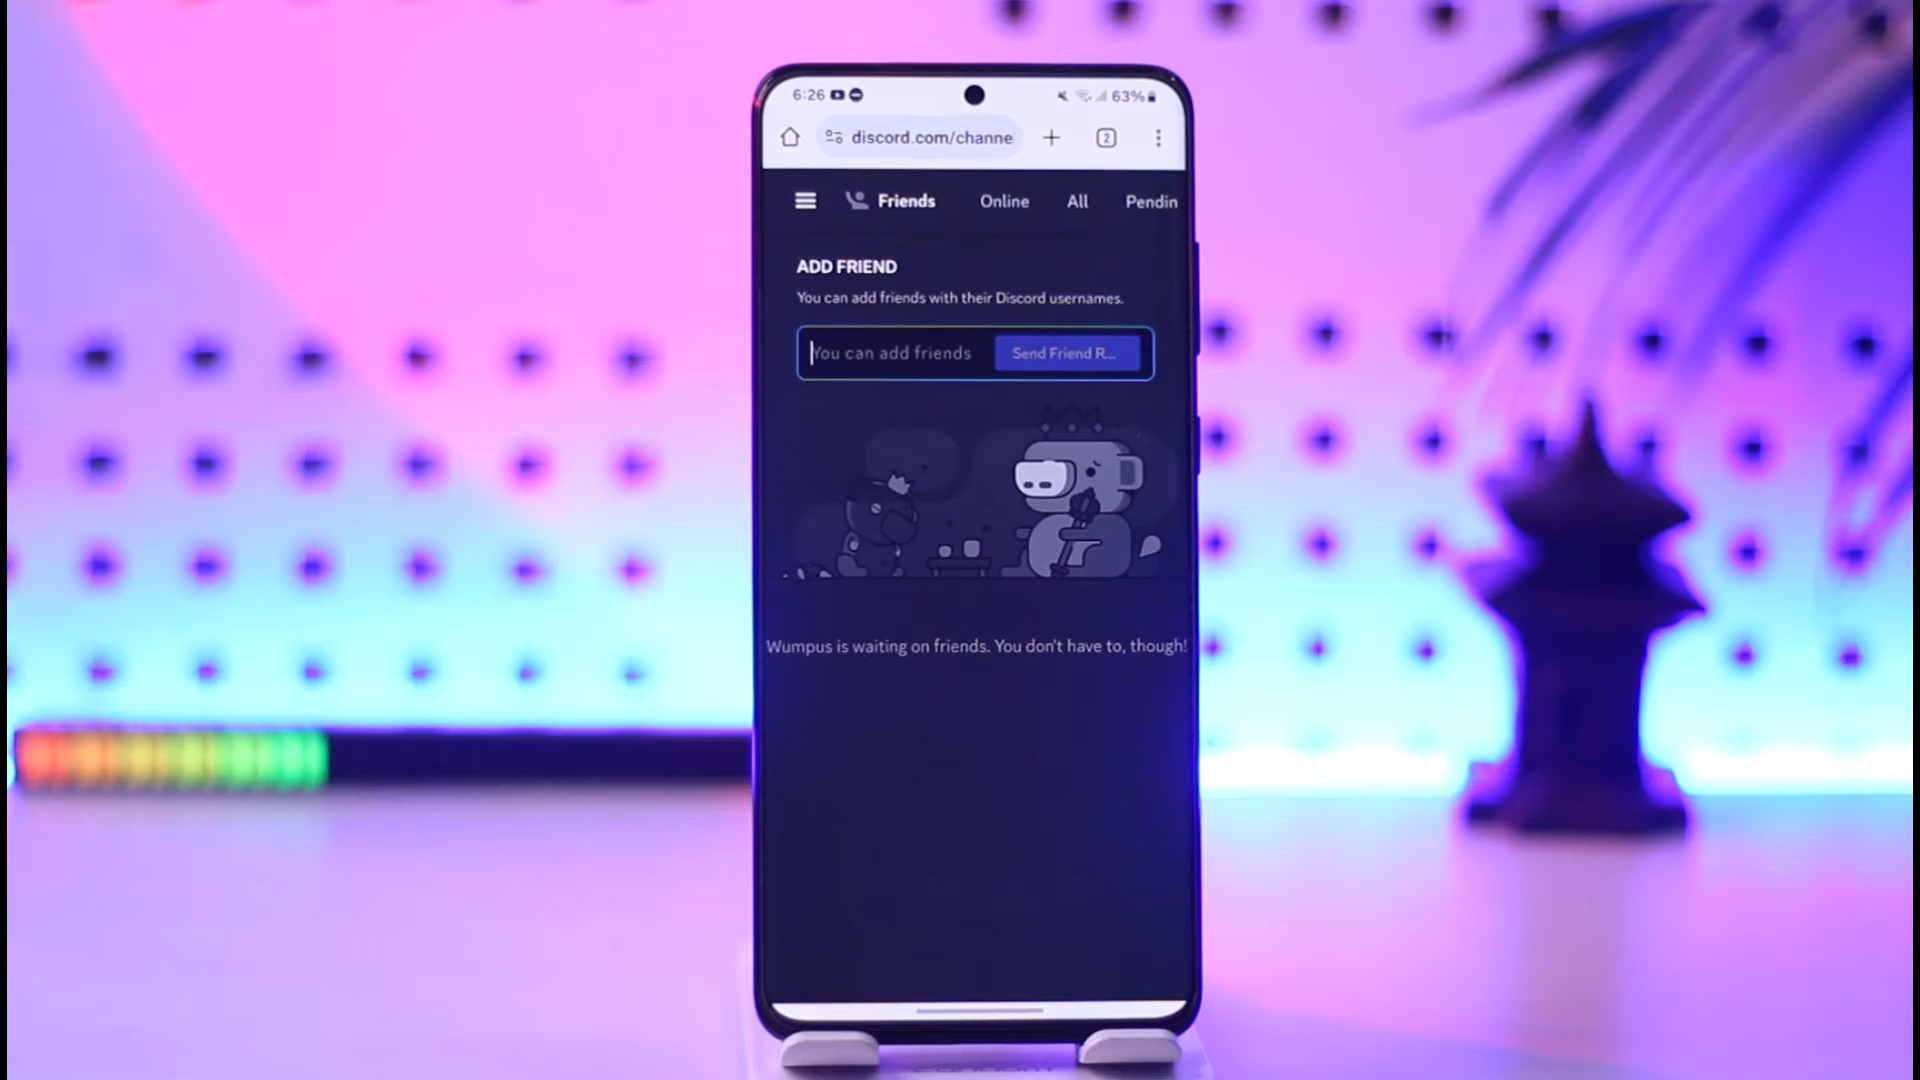 6:26 63%
discord.com/channe 2
Friends Online All Pendin
ADD FRIEND
You can add friends with their Discord usernames.
You can add friends Send Friend R...
Wumpus is waiting on friends. You don't have to, though!